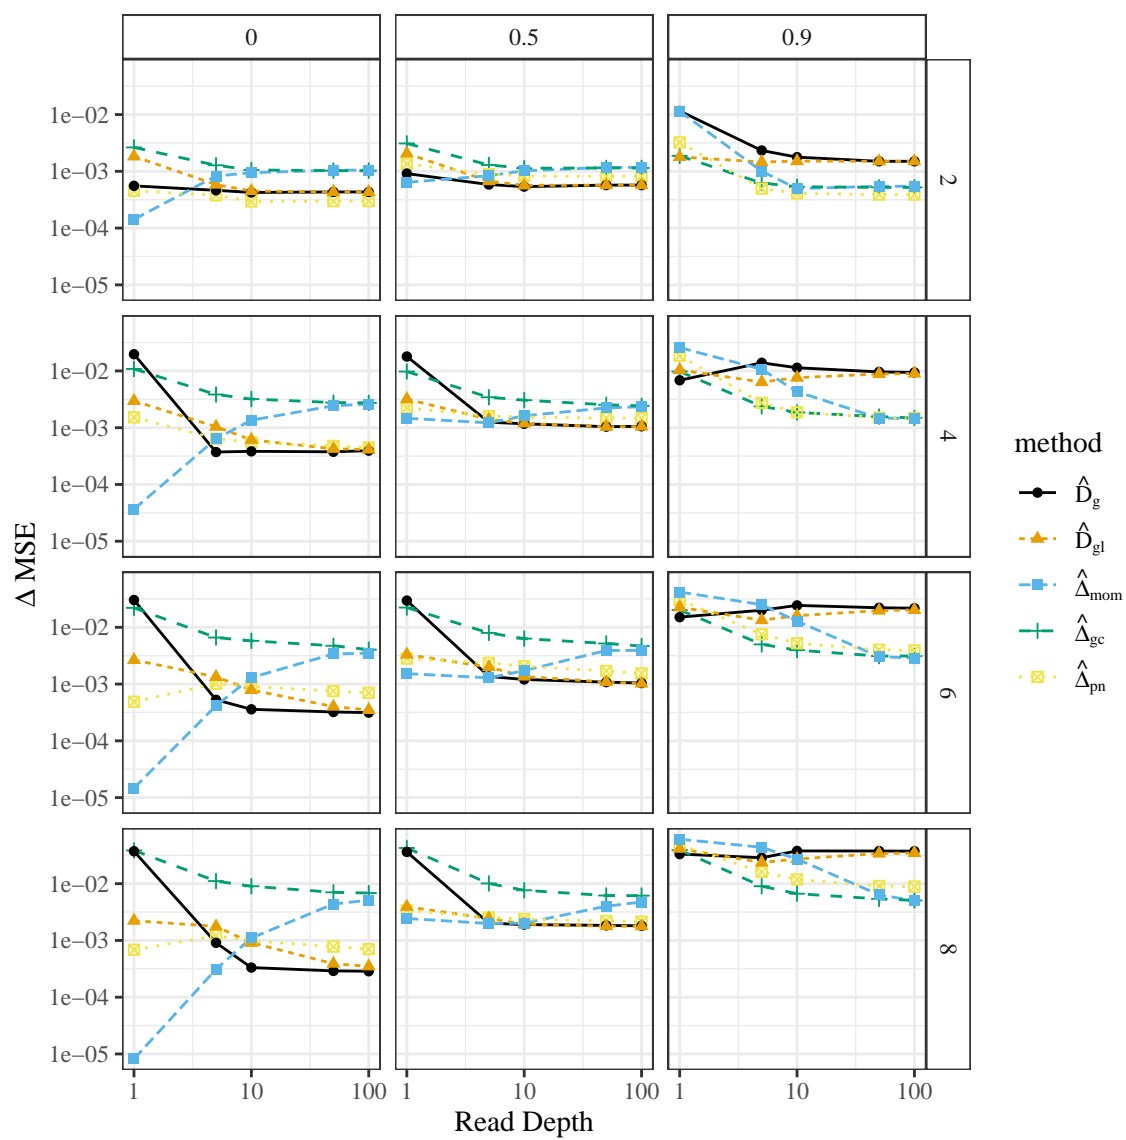 0 0.5 0.9
1e−02
1e−03
1e−04
1e−05
2
1e−02
1e−03
1e−04
1e−05
4
1e−02
1e−03
1e−04
1e−05
6
1e−02
1e−03
1e−04
1e−05
8
1 10 100 1 10 100 1 10 100
Read Depth
Δ MSE
method
D̂g
D̂gl
Δ̂mom
Δ̂gc
Δ̂pn